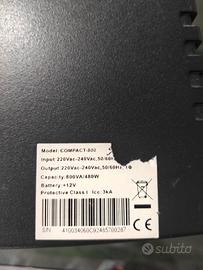 Model: COMPACT-800
Input 220Vac-240Vac,50/60H
Output 220Vac-240Vac,50/60Hz, 1Φ
Capacity: 800VA/480W
Battery: +12V
Protective Class: I Icc: 3kA
S/N
subito